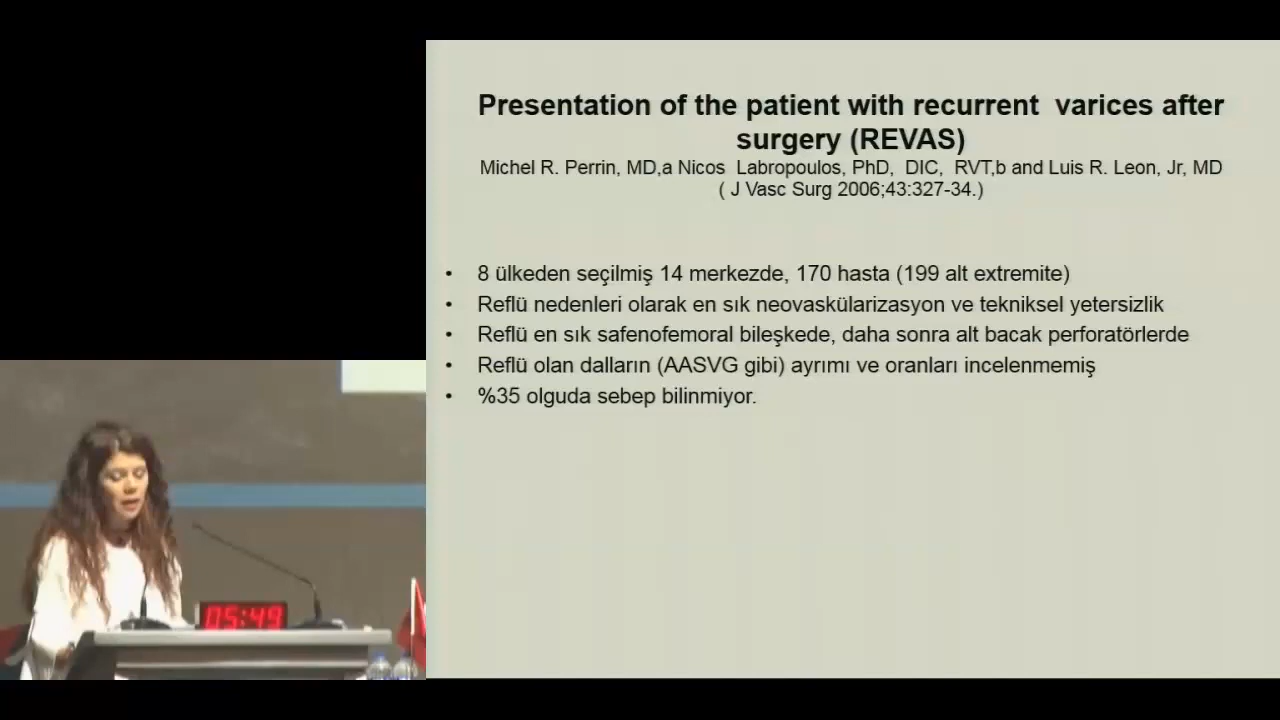 Presentation of the patient with recurrent varices after
surgery (REVAS)
Michel R. Perrin, MD,a Nicos Labropoulos, PhD, DIC, RVT,b and Luis R. Leon, Jr, MD
( J Vasc Surg 2006;43:327-34.)
• 8 ülkeden seçilmiş 14 merkezde, 170 hasta (199 alt extremite)
• Reflü nedenleri olarak en sık neovaskülarizasyon ve tekniksel yetersizlik
• Reflü en sık safenofemoral bileşkede, daha sonra alt bacak perforatörlerde
• Reflü olan dalların (AASVG gibi) ayrımı ve oranları incelenmemiş
• %35 olguda sebep bilinmiyor.
05:49